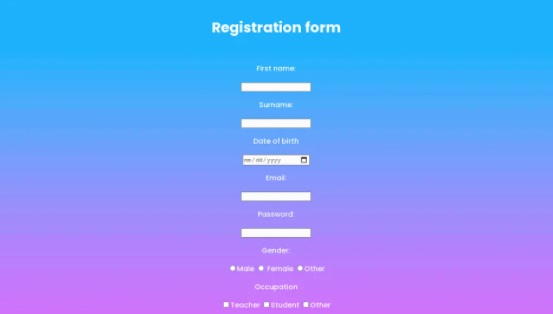 Registration form
First name:
Surname:
Date of birth
mm/dd/yyyy
Email:
Password:
Gender:
Male Female Other
Occupation
Teacher Student Other